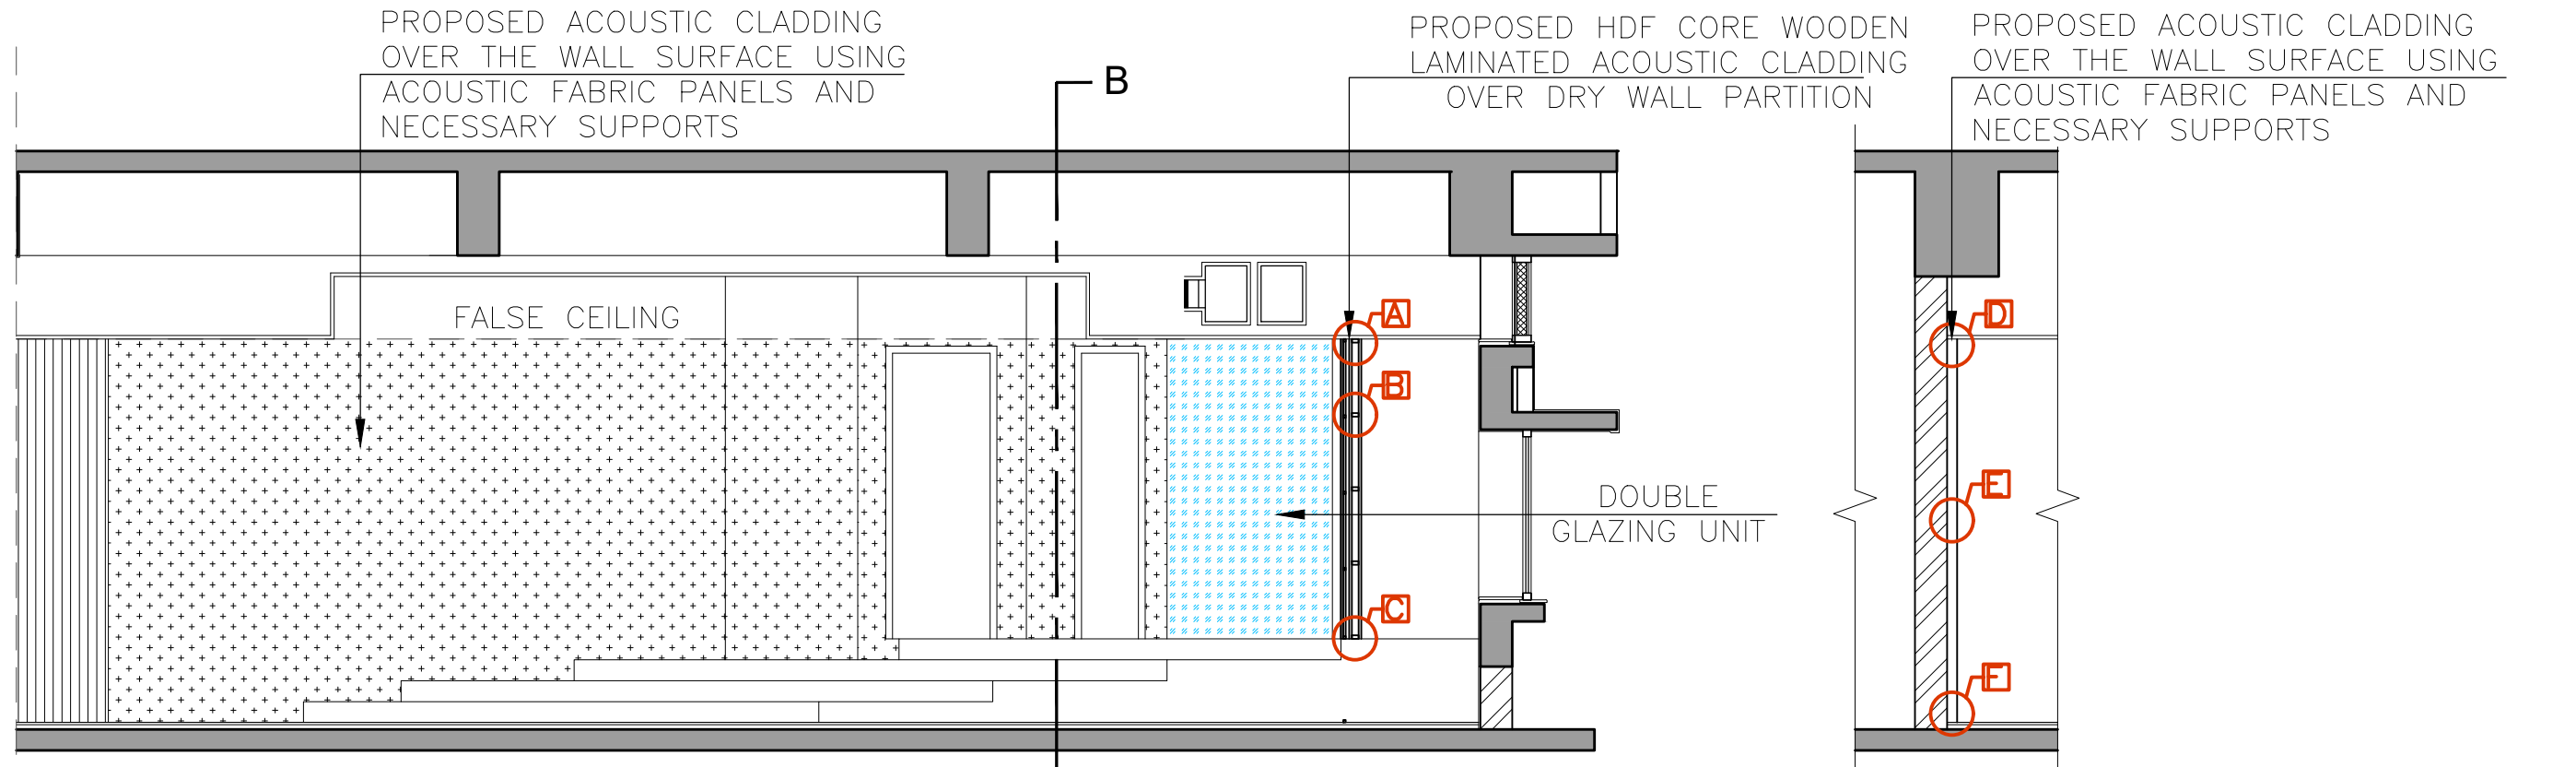 PROPOSED ACOUSTIC CLADDING
OVER THE WALL SURFACE USING
ACOUSTIC FABRIC PANELS AND
NECESSARY SUPPORTS
B
PROPOSED HDF CORE WOODEN
LAMINATED ACOUSTIC CLADDING
OVER DRY WALL PARTITION
PROPOSED ACOUSTIC CLADDING
OVER THE WALL SURFACE USING
ACOUSTIC FABRIC PANELS AND
NECESSARY SUPPORTS
FALSE CEILING
A
B
C
DOUBLE
GLAZING UNIT
D
E
F